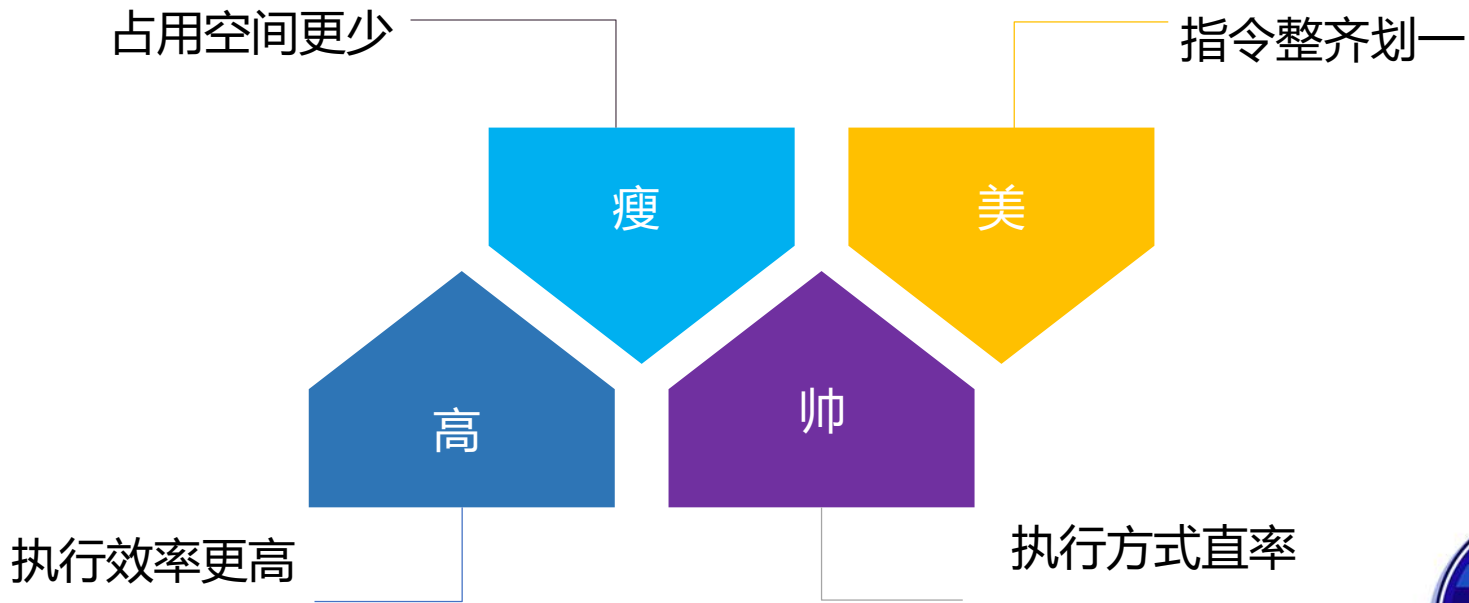 占用空间更少
指令整齐划一
瘦
美
高
帅
执行效率更高
执行方式直率